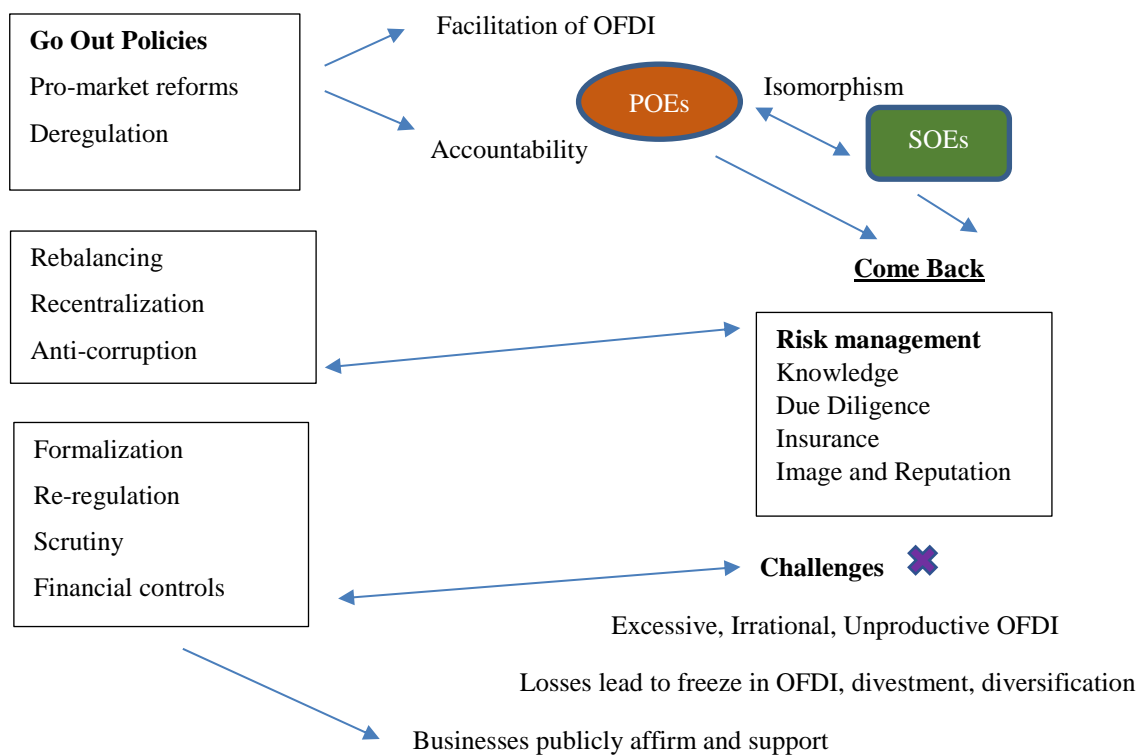 Go Out Policies
Pro-market reforms
Deregulation
Facilitation of OFDI
Accountability
POEs
Isomorphism
SOEs
Come Back
Rebalancing
Recentralization
Anti-corruption
Risk management
Knowledge
Due Diligence
Insurance
Image and Reputation
Formalization
Re-regulation
Scrutiny
Financial controls
Challenges
Excessive, Irrational, Unproductive OFDI
Losses lead to freeze in OFDI, divestment, diversification
Businesses publicly affirm and support